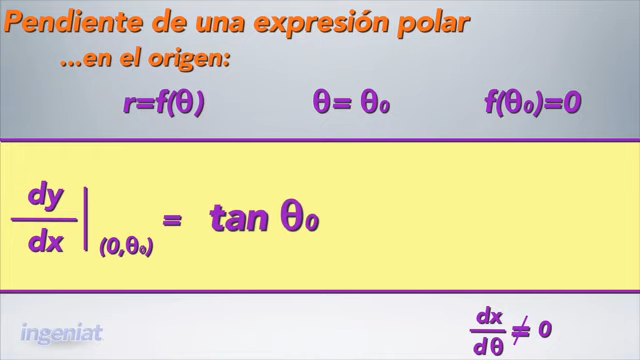 Pendiente de una expresión polar
...en el origen:
r=f(θ) θ= θ₀ f(θ₀)=0
dy/dx |(0,θ₀) = tan θ₀
dx/dθ ≠ 0
ingeniat